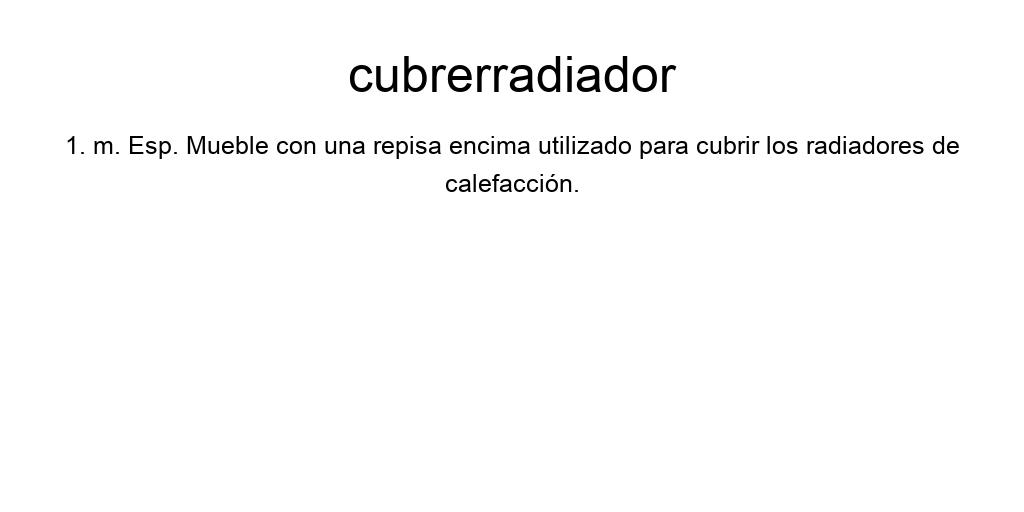 cubrerradiador
1. m. Esp. Mueble con una repisa encima utilizado para cubrir los radiadores de
calefacción.